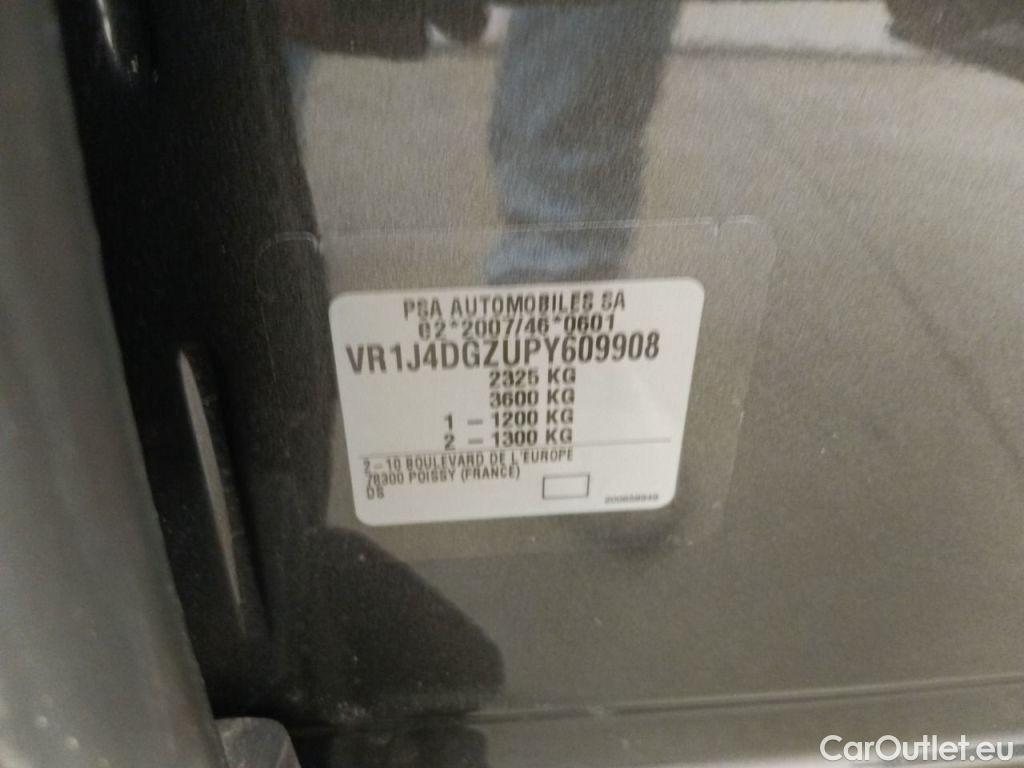 PSA AUTOMOBILES SA
e2*2007/46*0601
VR1J4DGZUPY609908
2325 KG
3600 KG
1 - 1200 KG
2 - 1300 KG
2-10 BOULEVARD DE L'EUROPE
78300 POISSY (FRANCE)
DS
CarOutlet.eu